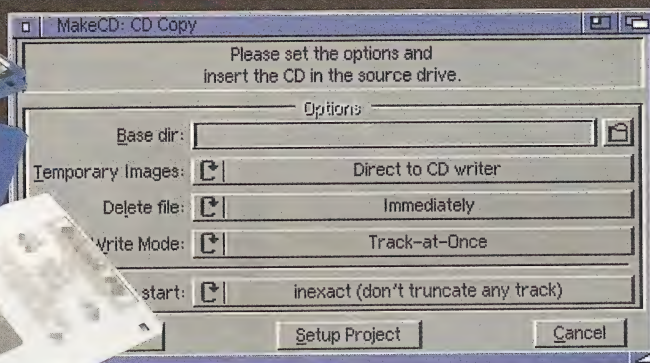 MakeCD: CD Copy
Please set the options and
insert the CD in the source drive.
Options
Base dir:
Temporary Images: Direct to CD writer
Delete file: Immediately
Write Mode: Track-at-Once
start: inexact (don't truncate any track)
Setup Project Cancel